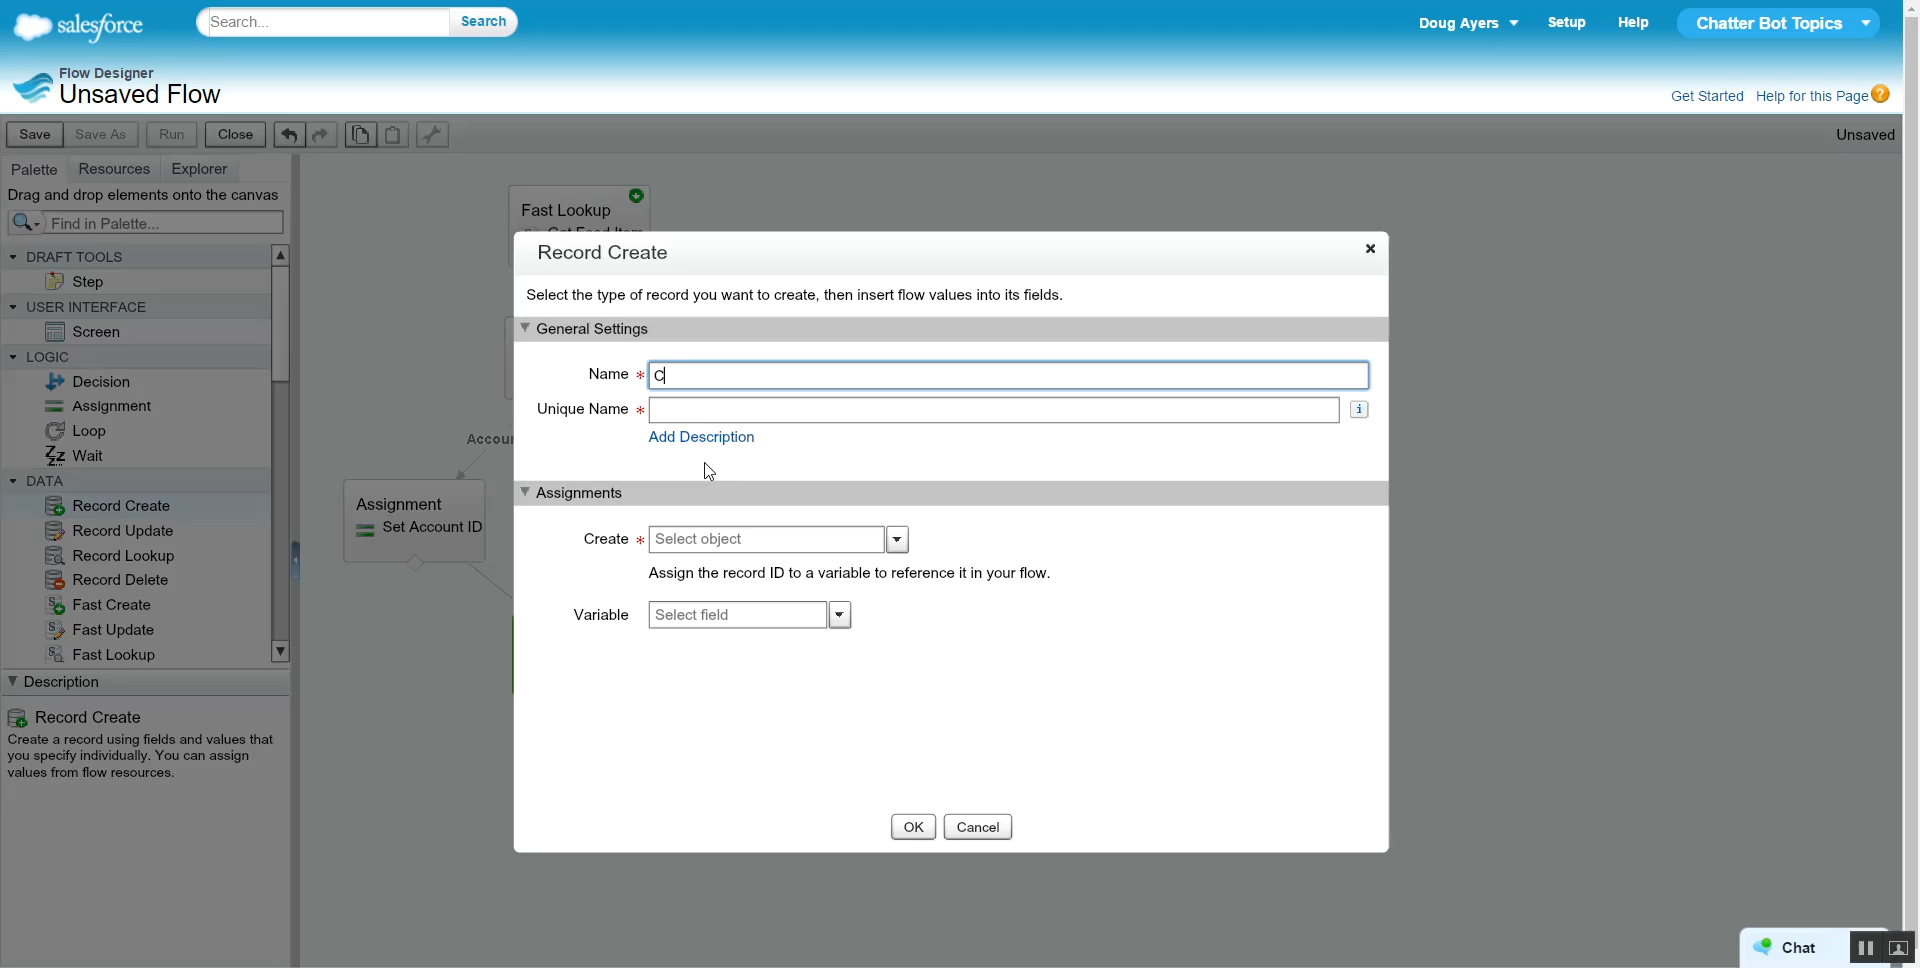 salesforce
Search...
Search
Doug Ayers
Setup
Help
Chatter Bot Topics
Flow Designer
Unsaved Flow
Get Started
Help for this Page
?
Save
Save As
Run
Close
Unsaved
Palette
Resources
Explorer
Drag and drop elements onto the canvas
Find in Palette...
DRAFT TOOLS
Step
USER INTERFACE
Screen
LOGIC
Decision
Assignment
Loop
Wait
DATA
Record Create
Record Update
Record Lookup
Record Delete
Fast Create
Fast Update
Fast Lookup
Description
Record Create
Create a record using fields and values that
you specify individually. You can assign
values from flow resources.
Fast Lookup
Accoun
Assignment
Set Account ID
Record Create
Select the type of record you want to create, then insert flow values into its fields.
General Settings
Name *
C
Unique Name *
i
Add Description
Assignments
Create * Select object
Assign the record ID to a variable to reference it in your flow.
Variable Select field
OK
Cancel
Chat